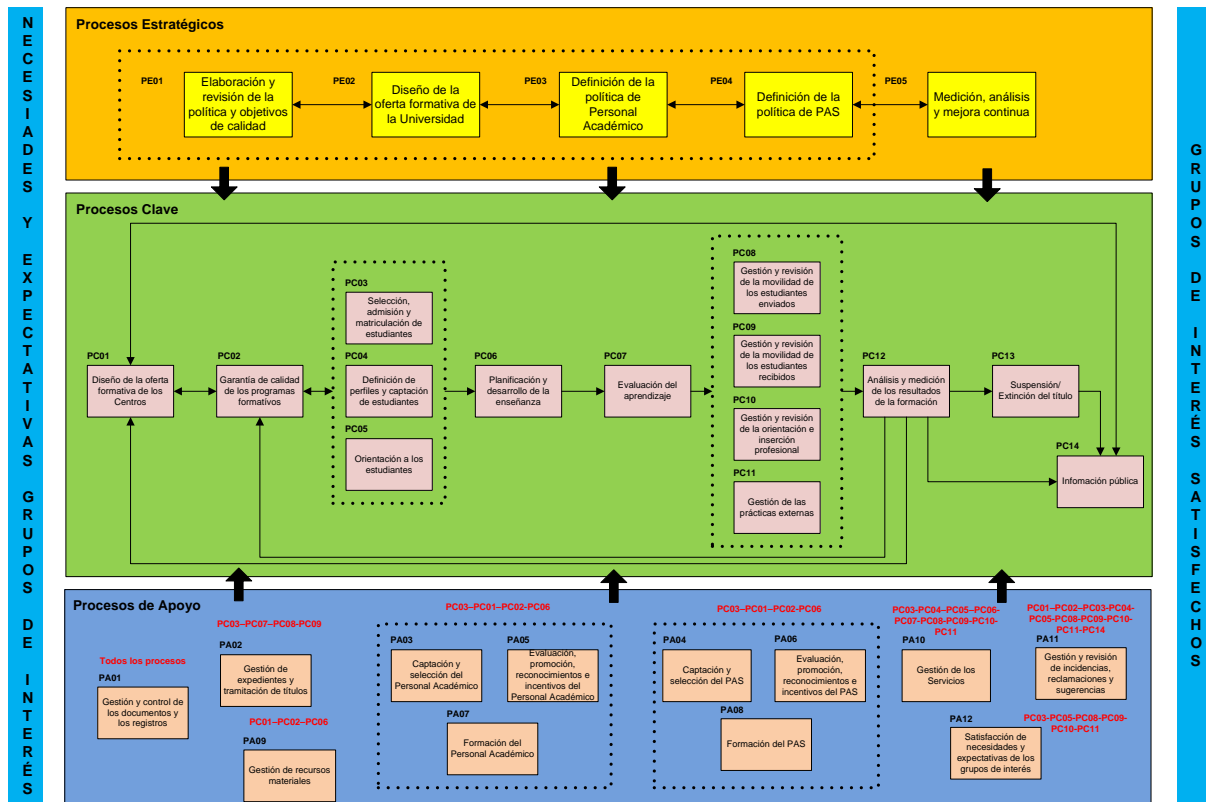 NECESIADES Y EXPECTATIVAS GRUPOS DE INTERÉS
Procesos Estratégicos
PE01
Elaboración y
revisión de la
política y objetivos
de calidad
PE02
Diseño de la
oferta formativa de
la Universidad
PE03
Definición de la
política de
Personal
Académico
PE04
Definición de la
política de PAS
PE05
Medición, análisis
y mejora continua
Procesos Clave
PC01
Diseño de la oferta
formativa de los
Centros
PC02
Garantía de calidad
de los programas
formativos
PC03
Selección,
admisión y
matriculación de
estudiantes
PC04
Definición de
perfiles y captación
de estudiantes
PC05
Orientación a los
estudiantes
PC06
Planificación y
desarrollo de la
enseñanza
PC07
Evaluación del
aprendizaje
PC08
Gestión y revisión
de la movilidad de
los estudiantes
enviados
PC09
Gestión y revisión
de la movilidad de
los estudiantes
recibidos
PC10
Gestión y revisión
de la orientación e
inserción
profesional
PC11
Gestión de las
prácticas externas
PC12
Análisis y medición
de los resultados
de la formación
PC13
Suspensión/
Extinción del título
PC14
Infomación pública
Procesos de Apoyo
Todos los procesos
PA01
Gestión y control de
los documentos y
los registros
PC03–PC07–PC08-PC09
PA02
Gestión de
expedientes y
tramitación de títulos
PC01–PC02–PC06
PA09
Gestión de recursos
materiales
PC03–PC01–PC02-PC06
PA03
Captación y
selección del
Personal Académico
PA05
Evaluación,
promoción,
reconocimientos e
incentivos del
Personal Académico
PA07
Formación del
Personal Académico
PC03–PC01–PC02-PC06
PA04
Captación y
selección del PAS
PA06
Evaluación,
promoción,
reconocimientos e
incentivos del PAS
PA08
Formación del PAS
PC03-PC04–PC05–PC06-
PC07-PC08-PC09-PC10-
PC11
PA10
Gestión de los
Servicios
PC01–PC02–PC03-PC04-
PC05-PC08-PC09-PC10-
PC11-PC14
PA11
Gestión y revisión
de incidencias,
reclamaciones y
sugerencias
PC03-PC05-PC08-PC09-
PC10-PC11
PA12
Satisfacción de
necesidades y
expectativas de los
grupos de interés
GRUPOS DE INTERÉS SATISFECHOS